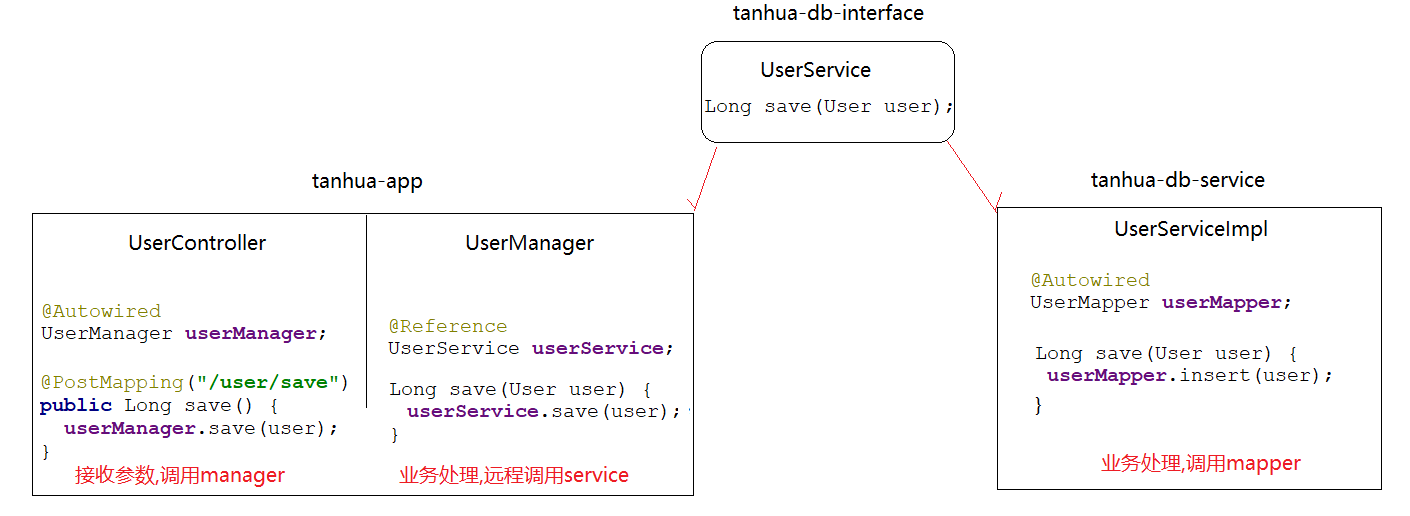 tanhua-db-interface
UserService
Long save(User user);
tanhua-app
UserController
@Autowired
UserManager userManager;
@PostMapping("/user/save")
public Long save() {
userManager.save(user);
}
接收参数,调用manager
UserManager
@Reference
UserService userService;
Long save(User user) {
userService.save(user);
}
业务处理,远程调用service
tanhua-db-service
UserServiceImpl
@Autowired
UserMapper userMapper;
Long save(User user) {
userMapper.insert(user);
}
业务处理,调用mapper